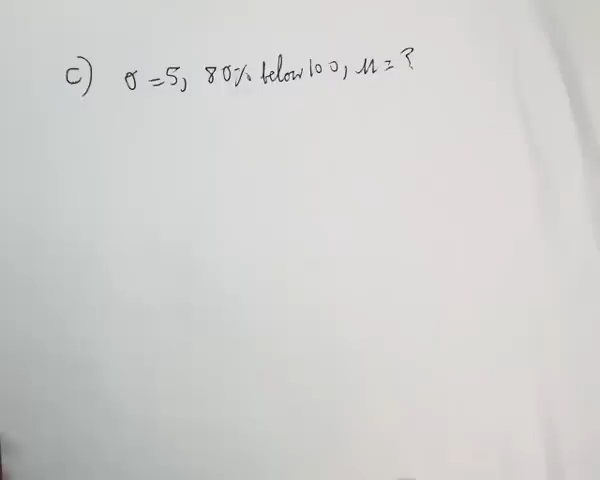 c) σ = 5, 80% below 100, μ = ?